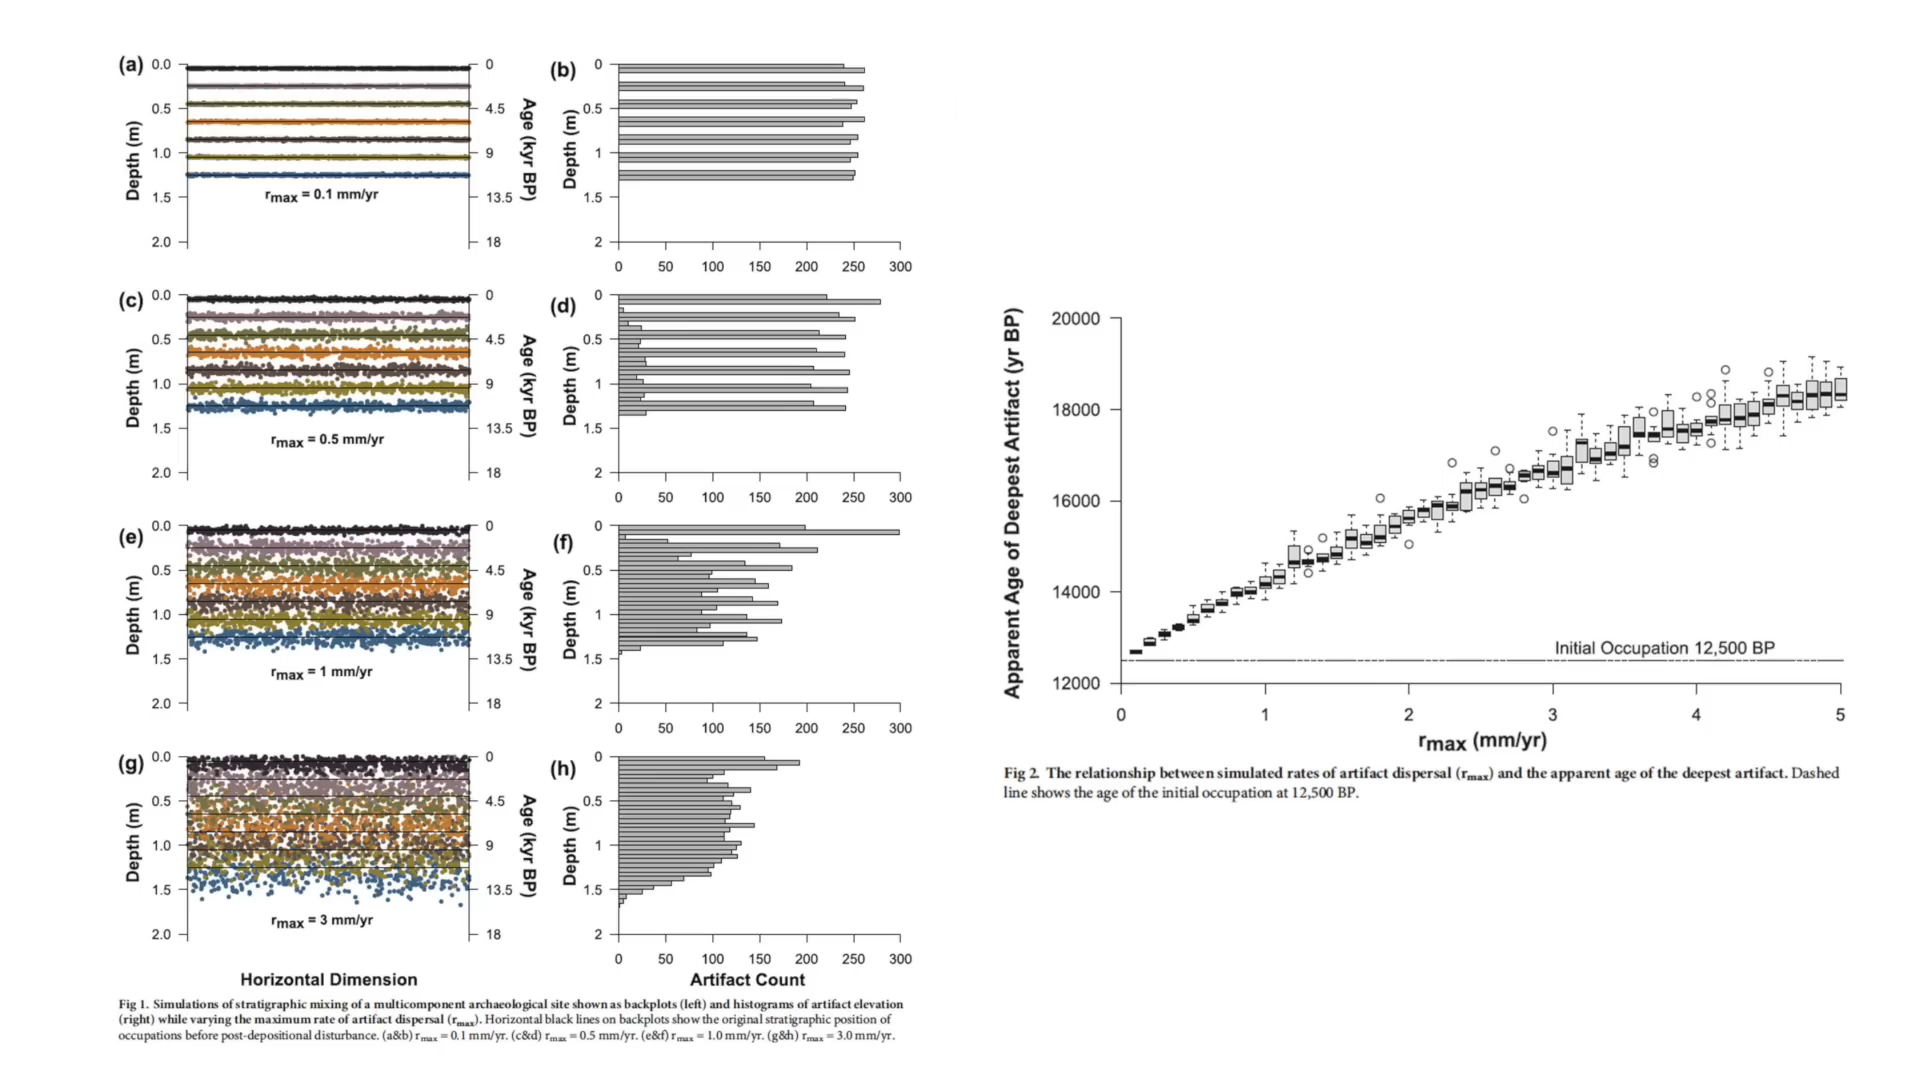 (a)
0.0
0.5
1.0
1.5
2.0
Depth (m)
rmax = 0.1 mm/yr
0
4.5
9
13.5
18
Age (kyr BP)
(b)
0
0.5
1
1.5
2
Depth (m)
0 50 100 150 200 250 300
(c)
0.0
0.5
1.0
1.5
2.0
Depth (m)
rmax = 0.5 mm/yr
0
4.5
9
13.5
18
Age (kyr BP)
(d)
0
0.5
1
1.5
2
Depth (m)
0 50 100 150 200 250 300
(e)
0.0
0.5
1.0
1.5
2.0
Depth (m)
rmax = 1 mm/yr
0
4.5
9
13.5
18
Age (kyr BP)
(f)
0
0.5
1
1.5
2
Depth (m)
0 50 100 150 200 250 300
(g)
0.0
0.5
1.0
1.5
2.0
Depth (m)
rmax = 3 mm/yr
0
4.5
9
13.5
18
Age (kyr BP)
(h)
0
0.5
1
1.5
2
Depth (m)
0 50 100 150 200 250 300
Horizontal Dimension
Artifact Count
Fig 1. Simulations of stratigraphic mixing of a multicomponent archaeological site shown as backplots (left) and histograms of artifact elevation
(right) while varying the maximum rate of artifact dispersal (rmax). Horizontal black lines on backplots show the original stratigraphic position of
occupations before post-depositional disturbance. (a&b) rmax = 0.1 mm/yr. (c&d) rmax = 0.5 mm/yr. (e&f) rmax = 1.0 mm/yr. (g&h) rmax = 3.0 mm/yr.
Apparent Age of Deepest Artifact (yr BP)
20000
18000
16000
14000
12000
Initial Occupation 12,500 BP
0 1 2 3 4 5
rmax (mm/yr)
Fig 2. The relationship between simulated rates of artifact dispersal (rmax) and the apparent age of the deepest artifact. Dashed
line shows the age of the initial occupation at 12,500 BP.